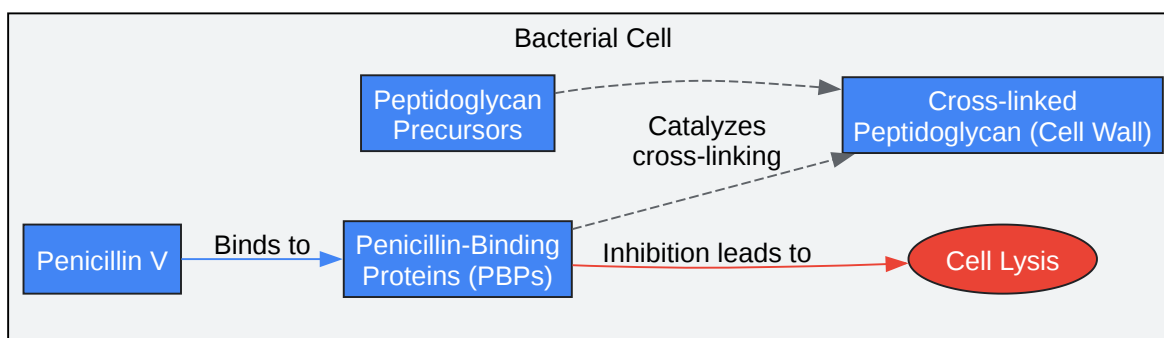 Bacterial Cell
Peptidoglycan
Precursors
Cross-linked
Peptidoglycan (Cell Wall)
Catalyzes
cross-linking
Penicillin V
Binds to
Penicillin-Binding
Proteins (PBPs)
Inhibition leads to
Cell Lysis